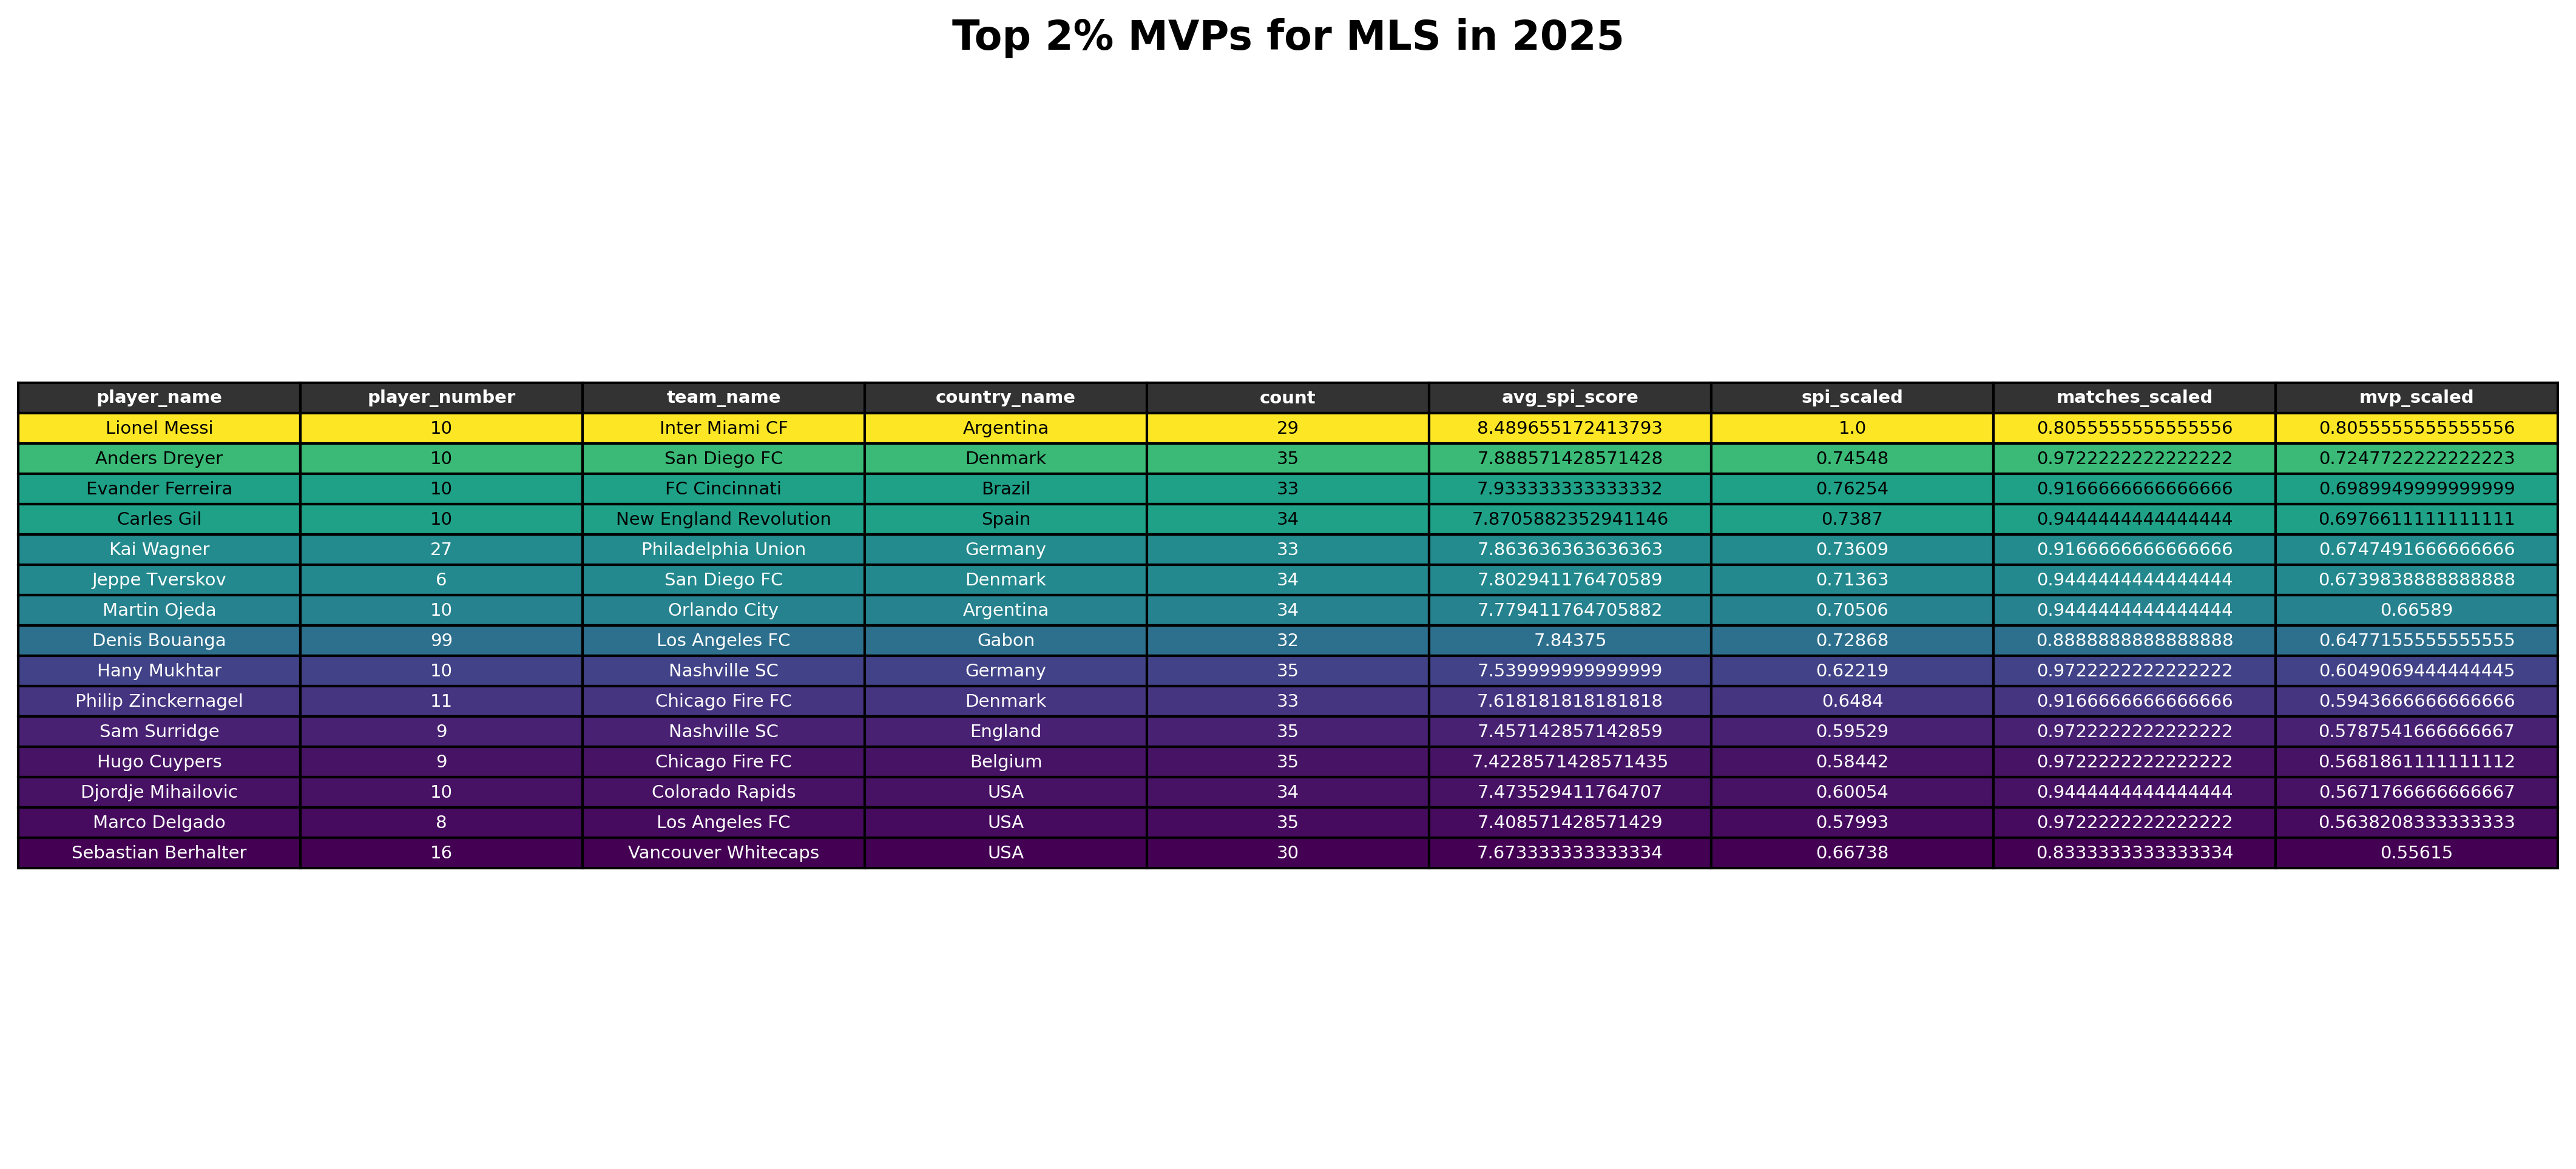 Top 2% MVPs for MLS in 2025
player_name player_number team_name country_name count avg_spi_score spi_scaled matches_scaled mvp_scaled
Lionel Messi 10 Inter Miami CF Argentina 29 8.489655172413793 1.0 0.8055555555555556 0.8055555555555556
Anders Dreyer 10 San Diego FC Denmark 35 7.888571428571428 0.74548 0.9722222222222222 0.7247722222222223
Evander Ferreira 10 FC Cincinnati Brazil 33 7.933333333333332 0.76254 0.9166666666666666 0.6989949999999999
Carles Gil 10 New England Revolution Spain 34 7.8705882352941146 0.7387 0.9444444444444444 0.6976611111111111
Kai Wagner 27 Philadelphia Union Germany 33 7.863636363636363 0.73609 0.9166666666666666 0.6747491666666666
Jeppe Tverskov 6 San Diego FC Denmark 34 7.802941176470589 0.71363 0.9444444444444444 0.6739838888888888
Martin Ojeda 10 Orlando City Argentina 34 7.779411764705882 0.70506 0.9444444444444444 0.66589
Denis Bouanga 99 Los Angeles FC Gabon 32 7.84375 0.72868 0.8888888888888888 0.6477155555555555
Hany Mukhtar 10 Nashville SC Germany 35 7.539999999999999 0.62219 0.9722222222222222 0.6049069444444445
Philip Zinckernagel 11 Chicago Fire FC Denmark 33 7.618181818181818 0.6484 0.9166666666666666 0.5943666666666666
Sam Surridge 9 Nashville SC England 35 7.457142857142859 0.59529 0.9722222222222222 0.5787541666666667
Hugo Cuypers 9 Chicago Fire FC Belgium 35 7.4228571428571435 0.58442 0.9722222222222222 0.5681861111111112
Djordje Mihailovic 10 Colorado Rapids USA 34 7.473529411764707 0.60054 0.9444444444444444 0.5671766666666667
Marco Delgado 8 Los Angeles FC USA 35 7.408571428571429 0.57993 0.9722222222222222 0.5638208333333333
Sebastian Berhalter 16 Vancouver Whitecaps USA 30 7.673333333333334 0.66738 0.8333333333333334 0.55615